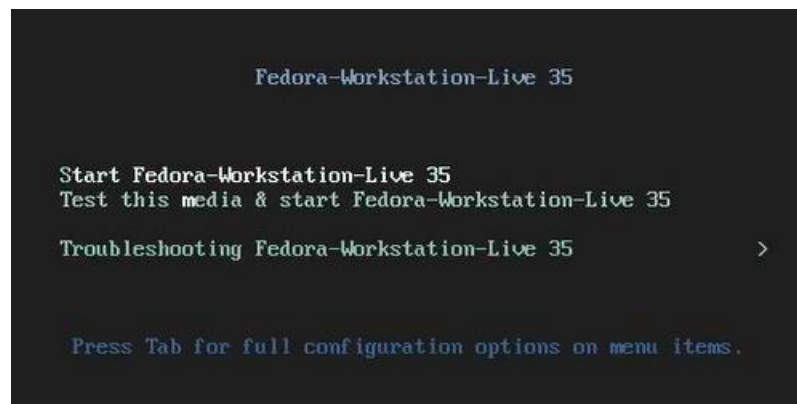 Fedora-Workstation-Live 35
Start Fedora-Workstation-Live 35
Test this media & start Fedora-Workstation-Live 35
Troubleshooting Fedora-Workstation-Live 35 >
Press Tab for full configuration options on menu items.